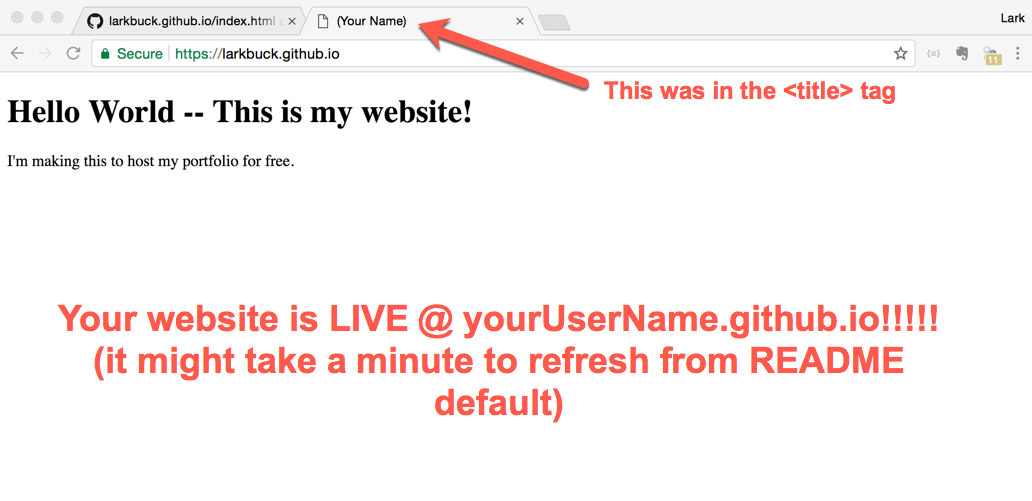 larkbuck.github.io/index.html
(Your Name)
Lark
Secure
https://larkbuck.github.io
11
This was in the <title> tag
Hello World -- This is my website!
I'm making this to host my portfolio for free.
Your website is LIVE @ yourUserName.github.io!!!!!
(it might take a minute to refresh from README
default)